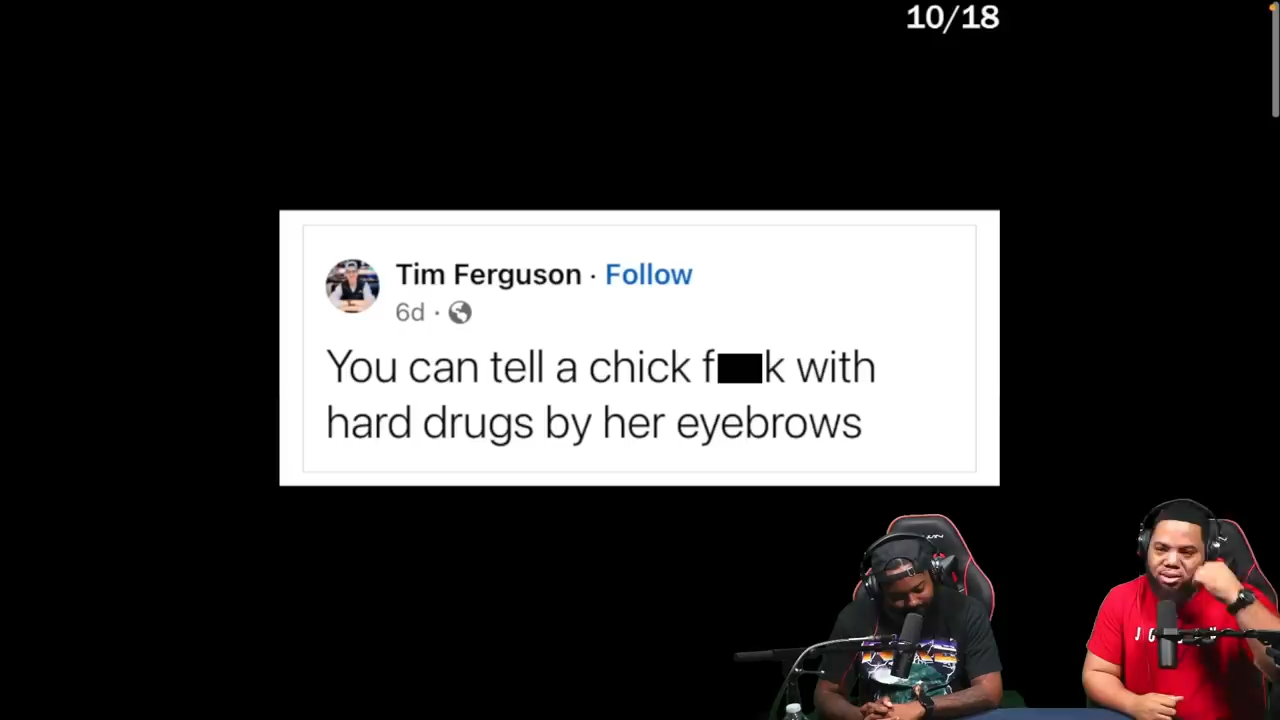 10/18
Tim Ferguson · Follow
6d ·
You can tell a chick f k with
hard drugs by her eyebrows